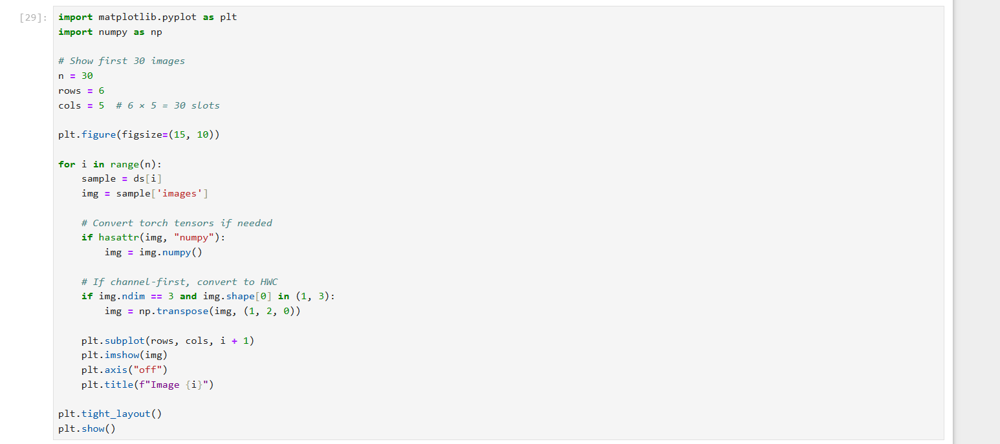 [29]:
import matplotlib.pyplot as plt
import numpy as np
# Show first 30 images
n = 30
rows = 6
cols = 5  # 6 × 5 = 30 slots
plt.figure(figsize=(15, 10))
for i in range(n):
    sample = ds[i]
    img = sample['images']
    # Convert torch tensors if needed
    if hasattr(img, "numpy"):
        img = img.numpy()
    # If channel-first, convert to HWC
    if img.ndim == 3 and img.shape[0] in (1, 3):
        img = np.transpose(img, (1, 2, 0))
    plt.subplot(rows, cols, i + 1)
    plt.imshow(img)
    plt.axis("off")
    plt.title(f"Image {i}")
plt.tight_layout()
plt.show()